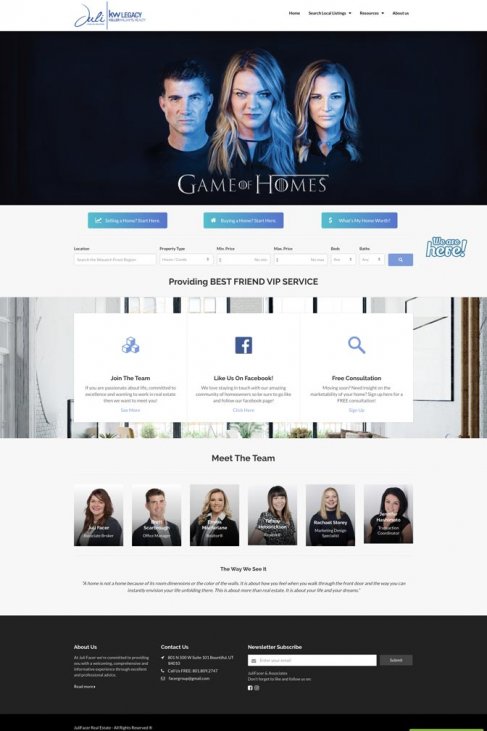 Juli
KW LEGACY
KELLER WILLIAMS REALTY
Home Search Local Listings Resources About us
GAME OF HOMES
Selling a Home? Start Here.
Buying a Home? Start Here.
What's My Home Worth?
We are
here!
Location Property Type Min. Price Max. Price Beds Baths
Search the Wasatch Front Region House / Condo $ No min $ No max Any Any
Providing BEST FRIEND VIP SERVICE
Join The Team
If you are passionate about life, committed to
excellence and wanting to work in real estate
then we want to meet you!
See More
Like Us On Facebook!
We love staying in touch with our amazing
community of homeowners so be sure to go like
and follow our facebook page!
Click Here
Free Consultation
Moving soon? Need insight on the
marketability of your home? Sign up here for a
FREE consultation!
Sign Up
Meet The Team
Juli Facer
Associate Broker
Scarbrough
Office Manager
Macfarlane
Realtor®
Tiffany
Hendrickson
Realtor®
Rachael Storey
Marketing Design
Specialist
Jennifer
Hashimoto
Transaction
Coordinator
The Way We See It
"A home is not a home because of its room dimensions or the color of the walls. It is about how you feel when you walk through the front door and the way you can
instantly envision your life unfolding there. This is about more than real estate. It is about your life and your dreams."
About Us
At Juli Facer we're committed to providing
you with a welcoming, comprehensive and
informative experience through excellent
and professional advice.
Read more
Contact Us
801 N 500 W Suite 101 Bountiful, UT
84010
Call Us FREE: 801.809.2747
facergroup@gmail.com
Newsletter Subscribe
Enter your email Submit
JuliFacer & Associates
Don't forget to like and follow us on:
JuliFacer Real Estate - All Rights Reserved ®